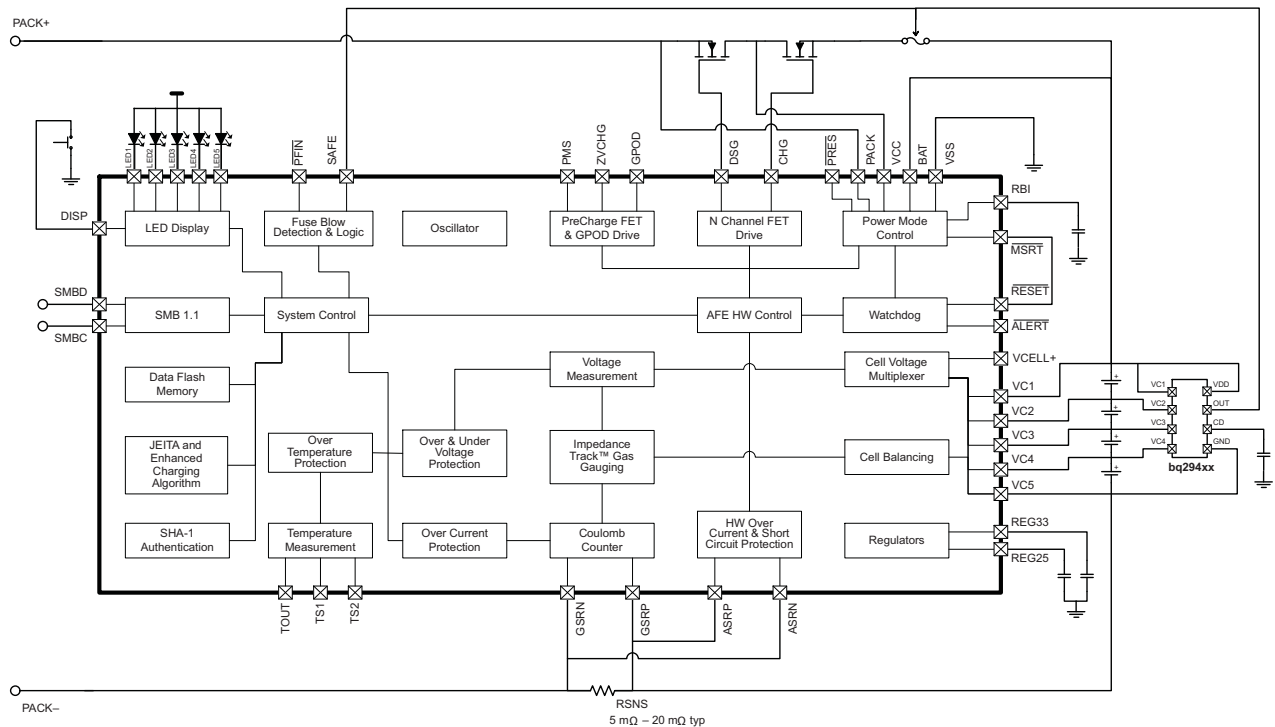 PACK+
LED1
LED2
LED3
LED4
LED5
PFIN
SAFE
PMS
ZVCHG
GPOD
DSG
CHG
PRES
PACK
VCC
BAT
VSS
RBI
DISP
LED Display
Fuse Blow
Detection & Logic
Oscillator
PreCharge FET
& GPOD Drive
N Channel FET
Drive
Power Mode
Control
MSRT
RESET
SMBD
SMBC
SMB 1.1
System Control
AFE HW Control
Watchdog
ALERT
Data Flash
Memory
Voltage
Measurement
Cell Voltage
Multiplexer
VCELL+
VC1
VC2
VC3
VC4
VC5
+
+
+
+
VC1
VC2
VC3
VC4
VDD
OUT
CD
GND
bq294xx
JEITA and
Enhanced
Charging
Algorithm
Over
Temperature
Protection
Over & Under
Voltage
Protection
Impedance
Track™ Gas
Gauging
Cell Balancing
SHA-1
Authentication
Temperature
Measurement
Over Current
Protection
Coulomb
Counter
HW Over
Current & Short
Circuit Protection
Regulators
REG33
REG25
TOUT
TS1
TS2
GSRN
GSRP
ASRP
ASRN
PACK–
RSNS
5 mΩ – 20 mΩ typ